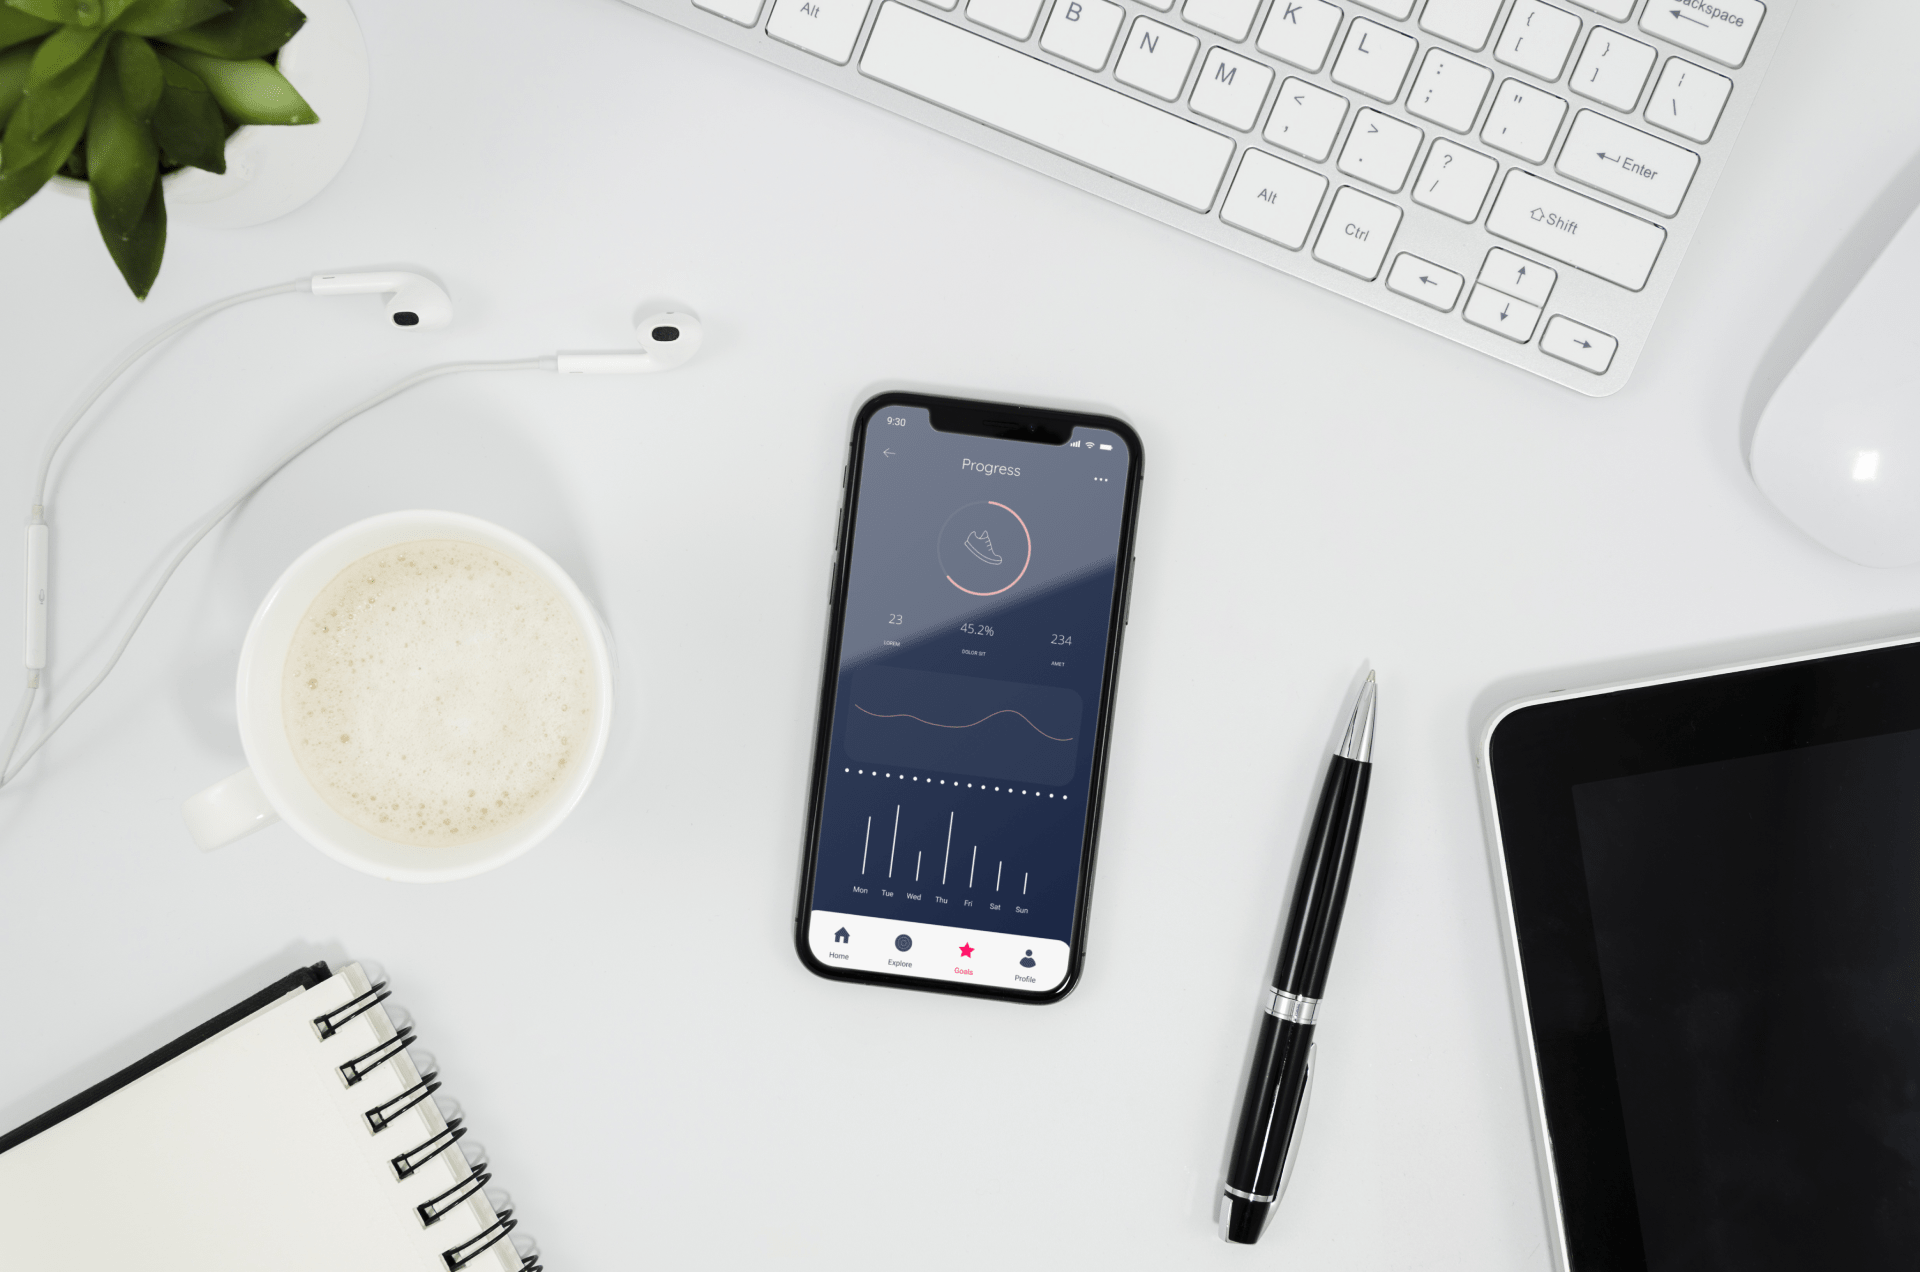 Alt
B
N
M
K
L
< ,
> .
? /
: ;
" ,
{ [
} ]
¦ \
Backspace
Enter
Shift
Alt
Ctrl
9:30
Progress
23 45.2% 234
LOREM DOLOR SIT AMET
Mon Tue Wed Thu Fri Sat Sun
Home Explore Goals Profile